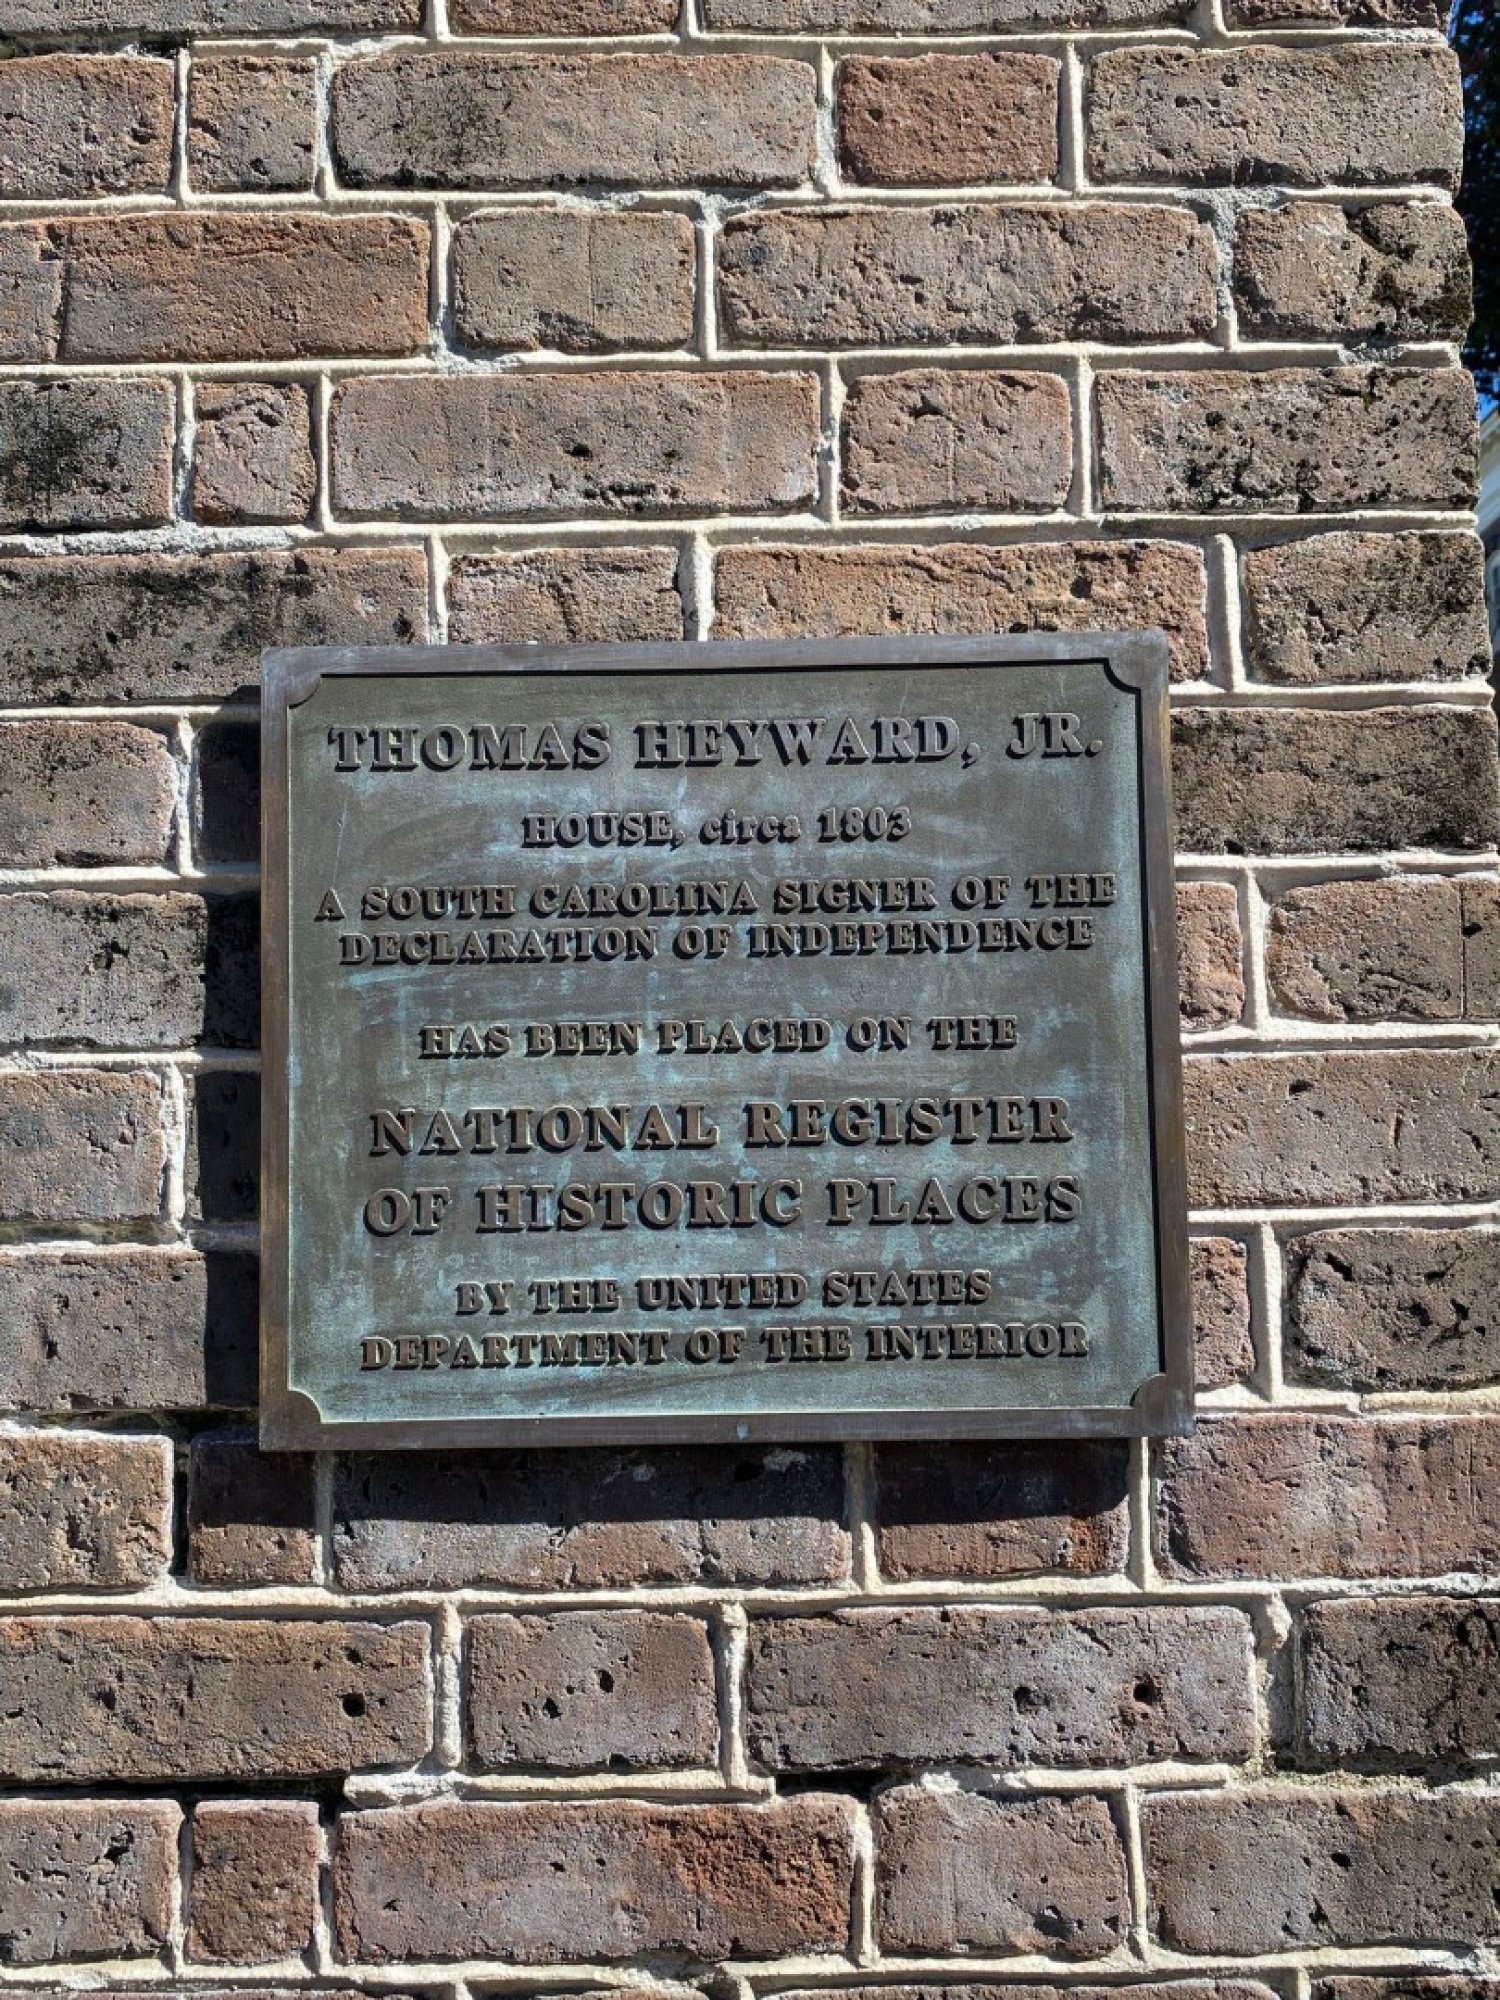 THOMAS HEYWARD, JR.
HOUSE, circa 1803
A SOUTH CAROLINA SIGNER OF THE
DECLARATION OF INDEPENDENCE
HAS BEEN PLACED ON THE
NATIONAL REGISTER
OF HISTORIC PLACES
BY THE UNITED STATES
DEPARTMENT OF THE INTERIOR